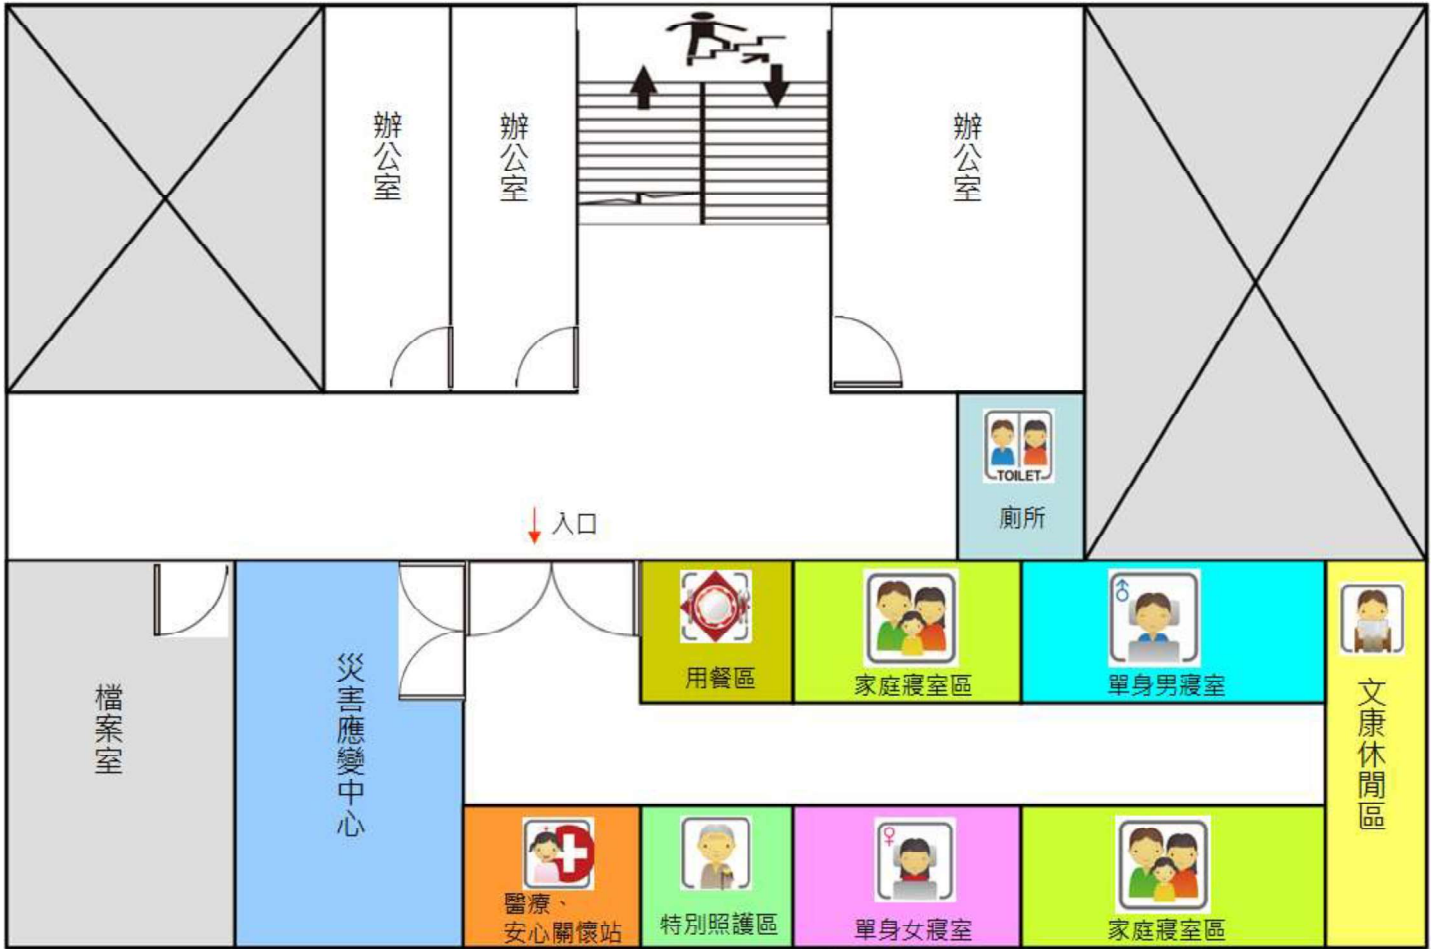 辦公室
辦公室
辦公室
TOILET
廁所
入口
用餐區
家庭寢室區
單身男寢室
文康休閒區
檔案室
災害應變中心
醫療、
安心關懷站
特別照護區
單身女寢室
家庭寢室區